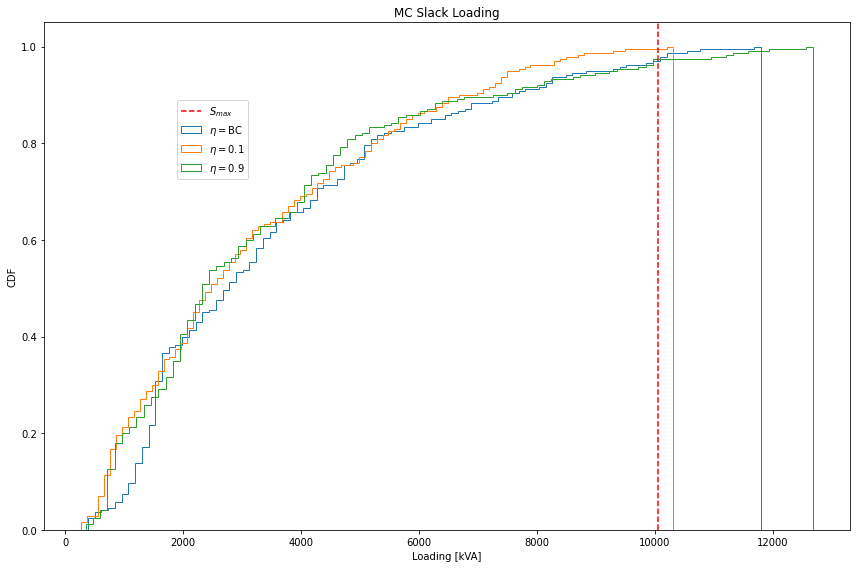 MC Slack Loading
1.0
0.8
0.6
0.4
0.2
0.0
CDF
S_max
η = BC
η = 0.1
η = 0.9
0 2000 4000 6000 8000 10000 12000
Loading [kVA]